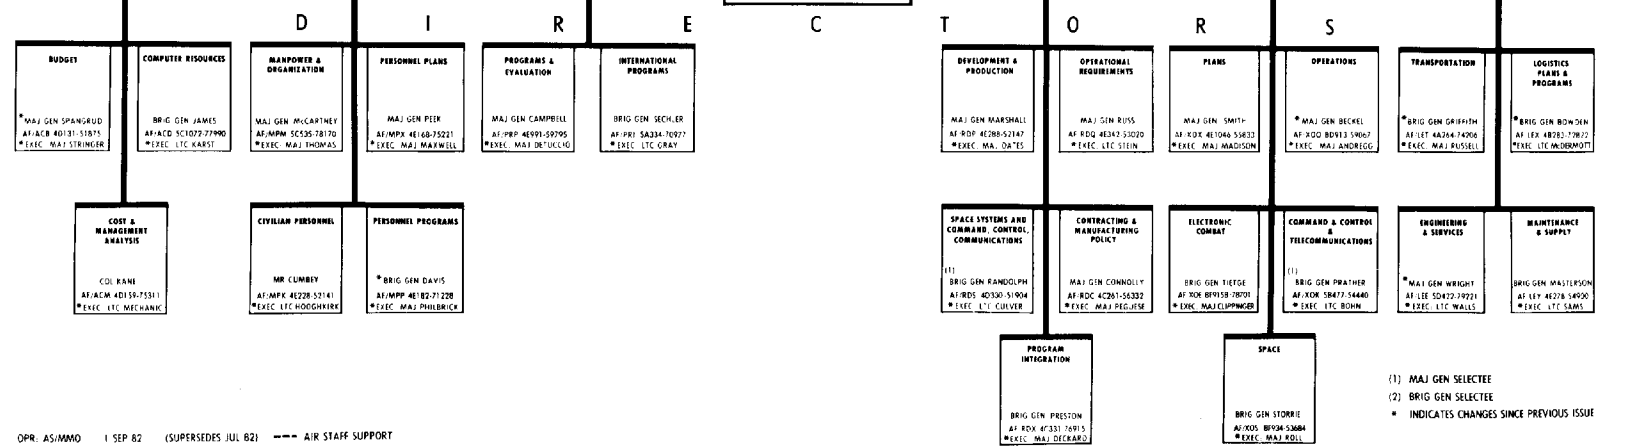 D I R E C T O R S
BUDGET
*MAJ GEN SPANGRUD
AF/ACB 4D131-51875
*EXEC MAJ STRINGER
COMPUTER RESOURCES
BRIG GEN JAMES
AF/ACD 5C1072-77990
*EXEC LTC KARST
MANPOWER &
ORGANIZATION
MAJ GEN McCARTNEY
AF/MPM 5C535-78170
*EXEC: MAJ THOMAS
PERSONNEL PLANS
MAJ GEN PEEK
AF/MPX 4E168-75221
*EXEC MAJ MAXWELL
PROGRAMS &
EVALUATION
MAJ GEN CAMPBELL
AF/PRP 4E991-59795
*EXEC, MAJ DETUCCIO
INTERNATIONAL
PROGRAMS
BRIG GEN SECHLER
AF/PRI 5A334-70977
*EXEC LTC GRAY
DEVELOPMENT &
PRODUCTION
MAJ GEN MARSHALL
AF RDP 4E288-52147
*EXEC: MAJ OATES
OPERATIONAL
REQUIREMENTS
MAJ GEN RUSS
AF RDQ 4E342-53020
*EXEC, LTC STEIN
PLANS
MAJ GEN SMITH
AF/XOX 4E1046 55833
*EXEC MAJ MADISON
OPERATIONS
*MAJ GEN BECKEL
AF XOO BD913 59067
*EXEC MAJ ANDREGG
TRANSPORTATION
*BRIG GEN GRIFFITH
AF/LET 4A264-74206
*EXEC MAJ RUSSELL
LOGISTICS
PLANS &
PROGRAMS
*BRIG GEN BOWDEN
AF LEX 4B283-72822
*EXEC LTC McDERMOTT
COST &
MANAGEMENT
ANALYSIS
COL KANE
AF/ACM 4D159-75311
*EXEC LTC MECHANIC
CIVILIAN PERSONNEL
MR CUMBEY
AF/MPK 4E228-52141
*EXEC LTC HOOGHKIRK
PERSONNEL PROGRAMS
*BRIG GEN DAVIS
AF/MPP 4E182-71228
*EXEC MAJ PHILBRICK
SPACE SYSTEMS AND
COMMAND, CONTROL,
COMMUNICATIONS
(1)
BRIG GEN RANDOLPH
AF/RDS 4D330-51904
*EXEC LTC CULVER
CONTRACTING &
MANUFACTURING
POLICY
MAJ GEN CONNOLLY
AF/RDC 4C261-56332
*EXEC MAJ PEGUESE
ELECTRONIC
COMBAT
BRIG GEN TIETGE
AF XOE BF915B-78701
*EXEC: MAJ CLIPPINGER
COMMAND & CONTROL
&
TELECOMMUNICATIONS
(1)
BRIG GEN PRATHER
AF/XOK 5B477-54440
*EXEC LTC BOHN
ENGINEERING
& SERVICES
*MAJ GEN WRIGHT
AF/LEE 5D422-79221
*EXEC: LTC WALLS
MAINTENANCE
& SUPPLY
BRIG GEN MASTERSON
AF LEY 4E278 54900
*EXEC LTC SAMS
PROGRAM
INTEGRATION
BRIG GEN PRESTON
AF RDX 4C331 76915
*EXEC MAJ DECKARD
SPACE
BRIG GEN STORRIE
AF/XOS BF934-53684
*EXEC: MAJ ROLL
(1) MAJ GEN SELECTEE
(2) BRIG GEN SELECTEE
* INDICATES CHANGES SINCE PREVIOUS ISSUE
OPR: AS/MMO 1 SEP 82 (SUPERSEDES JUL 82) --- AIR STAFF SUPPORT